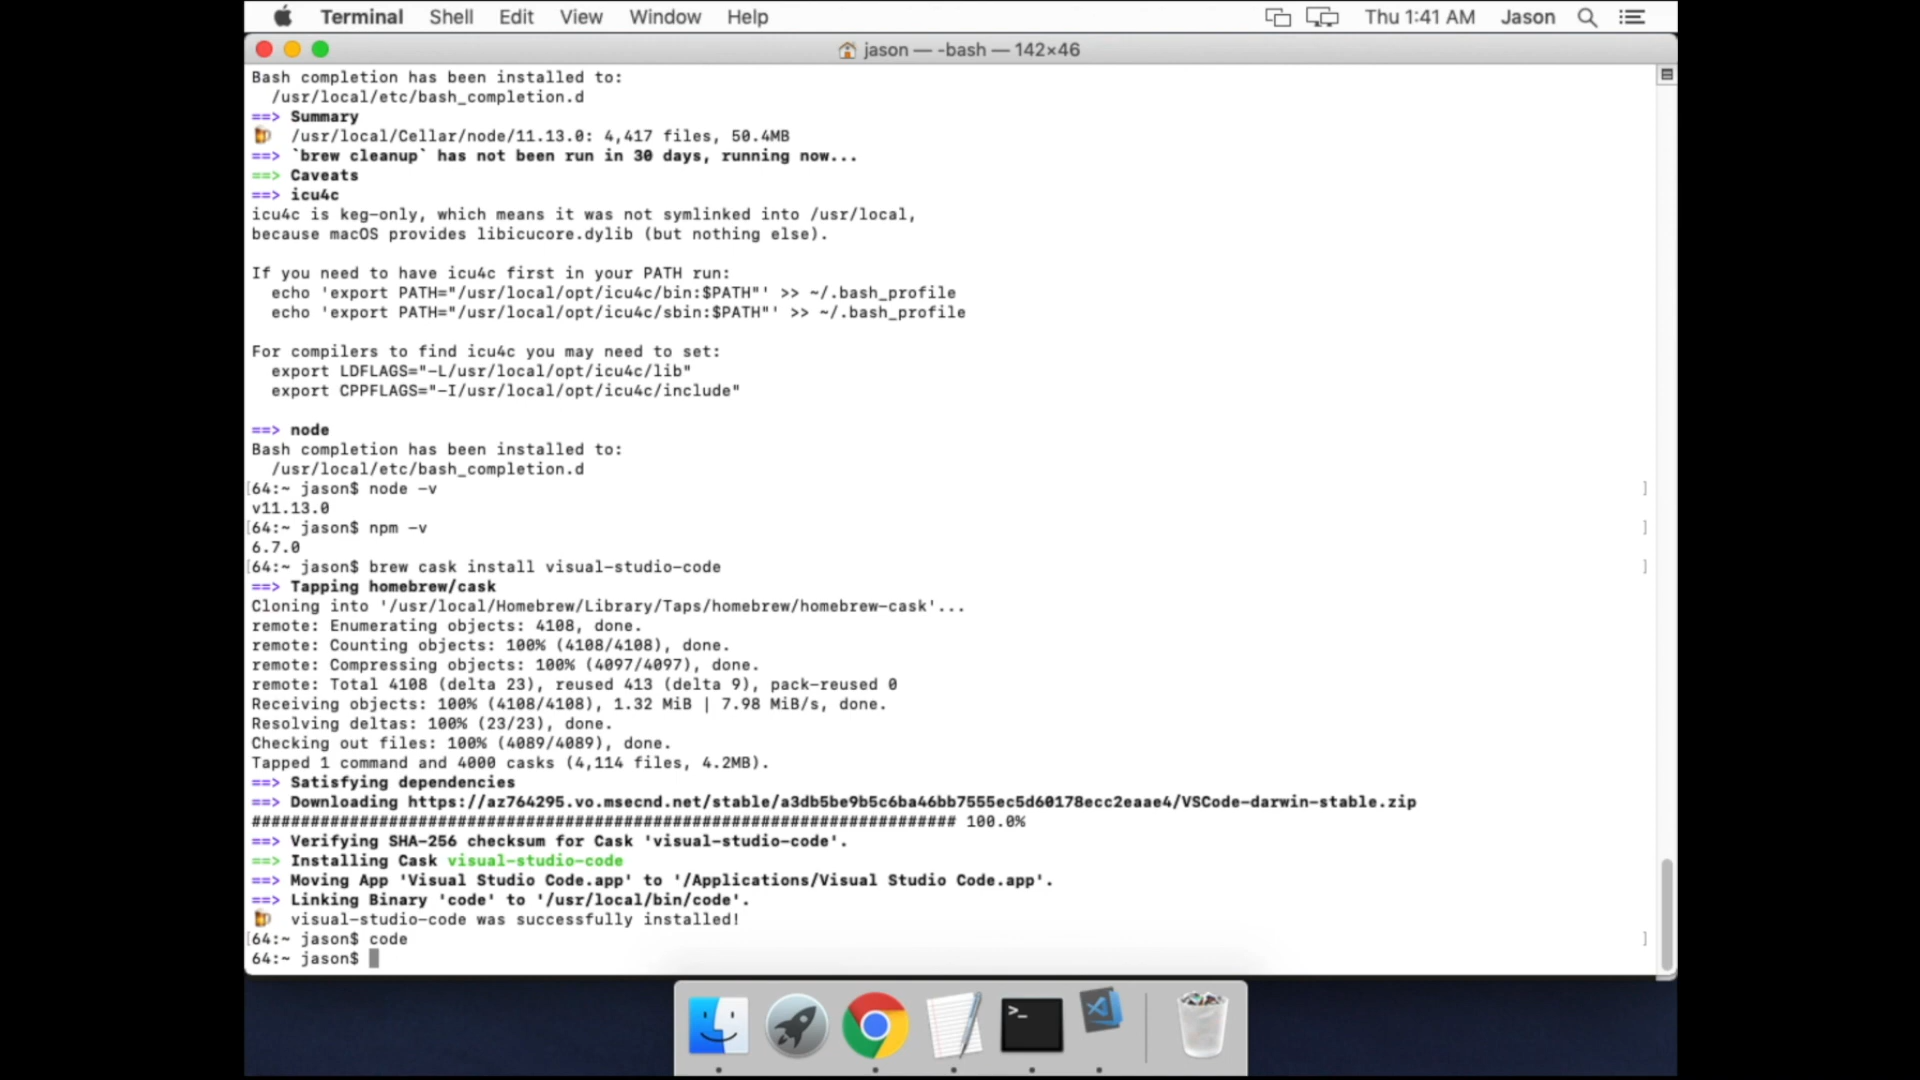 Terminal Shell Edit View Window Help Thu 1:41 AM Jason
jason — -bash — 142×46
Bash completion has been installed to:
  /usr/local/etc/bash_completion.d
==> Summary
/usr/local/Cellar/node/11.13.0: 4,417 files, 50.4MB
==> `brew cleanup` has not been run in 30 days, running now...
==> Caveats
==> icu4c
icu4c is keg-only, which means it was not symlinked into /usr/local,
because macOS provides libicucore.dylib (but nothing else).
If you need to have icu4c first in your PATH run:
  echo 'export PATH="/usr/local/opt/icu4c/bin:$PATH"' >> ~/.bash_profile
  echo 'export PATH="/usr/local/opt/icu4c/sbin:$PATH"' >> ~/.bash_profile
For compilers to find icu4c you may need to set:
  export LDFLAGS="-L/usr/local/opt/icu4c/lib"
  export CPPFLAGS="-I/usr/local/opt/icu4c/include"
==> node
Bash completion has been installed to:
  /usr/local/etc/bash_completion.d
[64:~ jason$ node -v ]
v11.13.0
[64:~ jason$ npm -v ]
6.7.0
[64:~ jason$ brew cask install visual-studio-code ]
==> Tapping homebrew/cask
Cloning into '/usr/local/Homebrew/Library/Taps/homebrew/homebrew-cask'...
remote: Enumerating objects: 4108, done.
remote: Counting objects: 100% (4108/4108), done.
remote: Compressing objects: 100% (4097/4097), done.
remote: Total 4108 (delta 23), reused 413 (delta 9), pack-reused 0
Receiving objects: 100% (4108/4108), 1.32 MiB | 7.98 MiB/s, done.
Resolving deltas: 100% (23/23), done.
Checking out files: 100% (4089/4089), done.
Tapped 1 command and 4000 casks (4,114 files, 4.2MB).
==> Satisfying dependencies
==> Downloading https://az764295.vo.msecnd.net/stable/a3db5be9b5c6ba46bb7555ec5d60178ecc2eaae4/VSCode-darwin-stable.zip
######################################################################## 100.0%
==> Verifying SHA-256 checksum for Cask 'visual-studio-code'.
==> Installing Cask visual-studio-code
==> Moving App 'Visual Studio Code.app' to '/Applications/Visual Studio Code.app'.
==> Linking Binary 'code' to '/usr/local/bin/code'.
visual-studio-code was successfully installed!
[64:~ jason$ code ]
64:~ jason$
>_